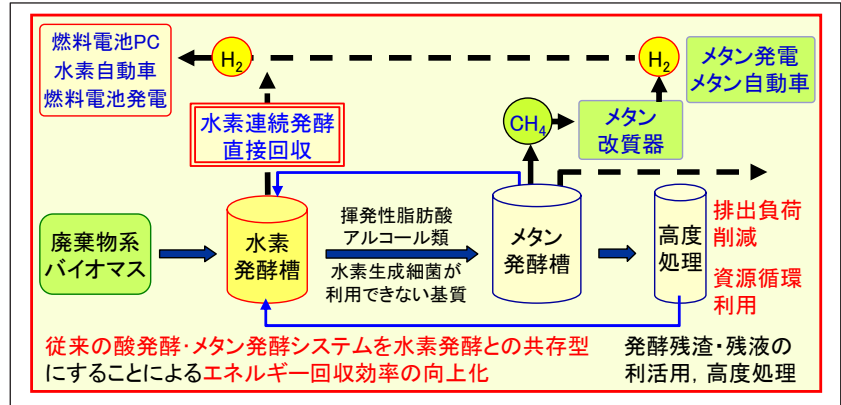 燃料電池PC
水素自動車
燃料電池発電
H2
H2
メタン発電
メタン自動車
水素連続発酵
直接回収
CH4
メタン
改質器
廃棄物系
バイオマス
水素
発酵槽
揮発性脂肪酸
アルコール類
水素生成細菌が
利用できない基質
メタン
発酵槽
高度
処理
排出負荷
削減
資源循環
利用
従来の酸発酵・メタン発酵システムを水素発酵との共存型
にすることによるエネルギー回収効率の向上化
発酵残渣・残液の
利活用，高度処理